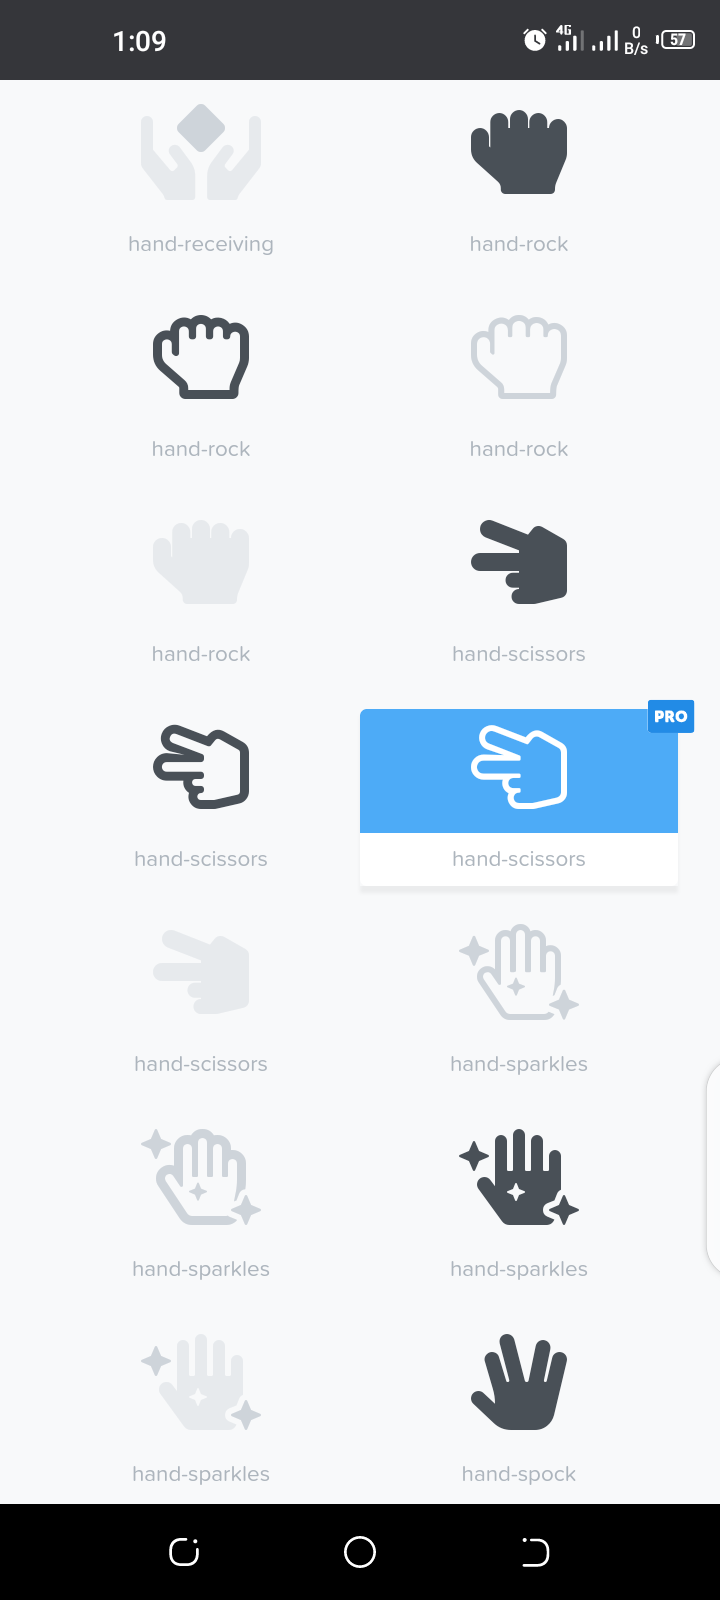 1:09
4G
0
B/s
57
hand-receiving
hand-rock
hand-rock
hand-rock
hand-rock
hand-scissors
PRO
hand-scissors
hand-scissors
hand-scissors
hand-sparkles
hand-sparkles
hand-sparkles
hand-sparkles
hand-spock